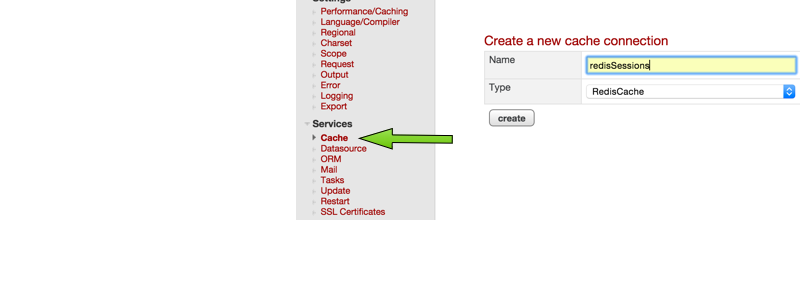 Settings
Performance/Caching
Language/Compiler
Regional
Charset
Scope
Request
Output
Error
Logging
Export
Services
Cache
Datasource
ORM
Mail
Tasks
Update
Restart
SSL Certificates
Create a new cache connection
Name
redisSessions
Type
RedisCache
create